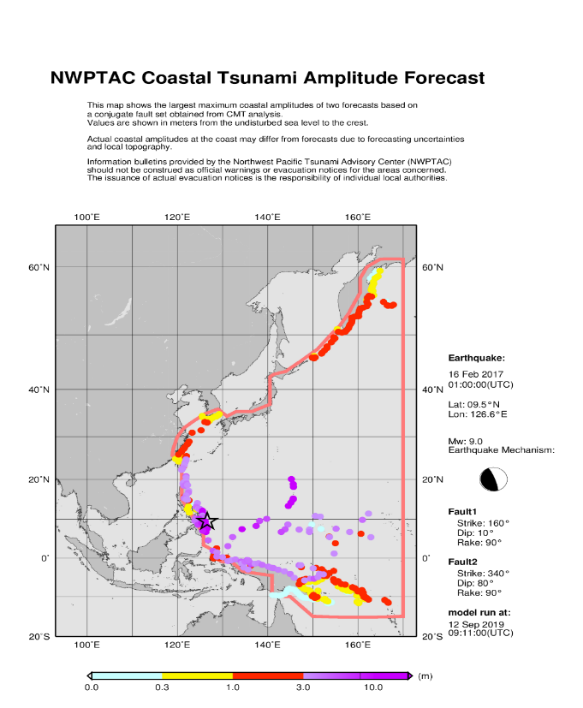 NWPTAC Coastal Tsunami Amplitude Forecast
This map shows the largest maximum coastal amplitudes of two forecasts based on
a conjugate fault set obtained from CMT analysis.
Values are shown in meters from the undisturbed sea level to the crest.
Actual coastal amplitudes at the coast may differ from forecasts due to forecasting uncertainties
and local topography.
Information bulletins provided by the Northwest Pacific Tsunami Advisory Center (NWPTAC)
should not be construed as official warnings or evacuation notices for the areas concerned.
The issuance of actual evacuation notices is the responsibility of individual local authorities.
100˚E 120˚E 140˚E 160˚E
60˚N 60˚N
Earthquake:
16 Feb 2017
01:00:00(UTC)
40˚N 40˚N
Lat: 09.5°N
Lon: 126.6°E
Mw: 9.0
Earthquake Mechanism:
20˚N 20˚N
Fault1
Strike: 160°
Dip: 10°
Rake: 90°
0˚ 0˚
Fault2
Strike: 340°
Dip: 80°
Rake: 90°
model run at:
12 Sep 2019
09:11:00(UTC)
20˚S 20˚S
100˚E 120˚E 140˚E 160˚E
(m)
0.0 0.3 1.0 3.0 10.0